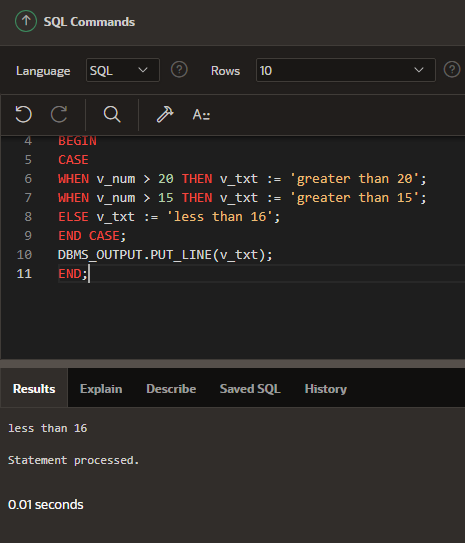 SQL Commands
Language SQL Rows 10
A::
4 BEGIN
5 CASE
6 WHEN v_num > 20 THEN v_txt := 'greater than 20';
7 WHEN v_num > 15 THEN v_txt := 'greater than 15';
8 ELSE v_txt := 'less than 16';
9 END CASE;
10 DBMS_OUTPUT.PUT_LINE(v_txt);
11 END;
Results Explain Describe Saved SQL History
less than 16
Statement processed.
0.01 seconds